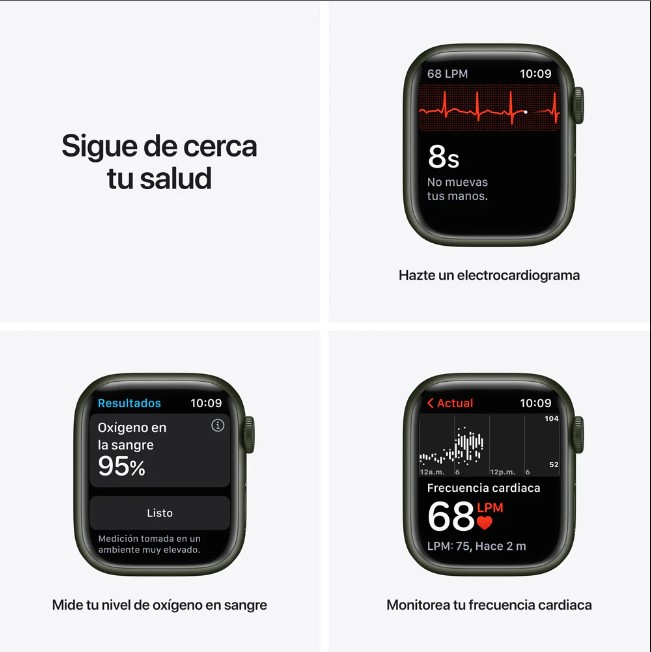 Sigue de cerca
tu salud
68 LPM 10:09
8s
No muevas
tus manos.
Hazte un electrocardiograma
Resultados 10:09
Oxígeno en
la sangre
95%
Listo
Medición tomada en un
ambiente muy elevado.
Mide tu nivel de oxígeno en sangre
Actual 10:09
104
52
12a.m. 6 12p.m. 6
Frecuencia cardiaca
68 LPM
LPM: 75, Hace 2 m
Monitorea tu frecuencia cardiaca